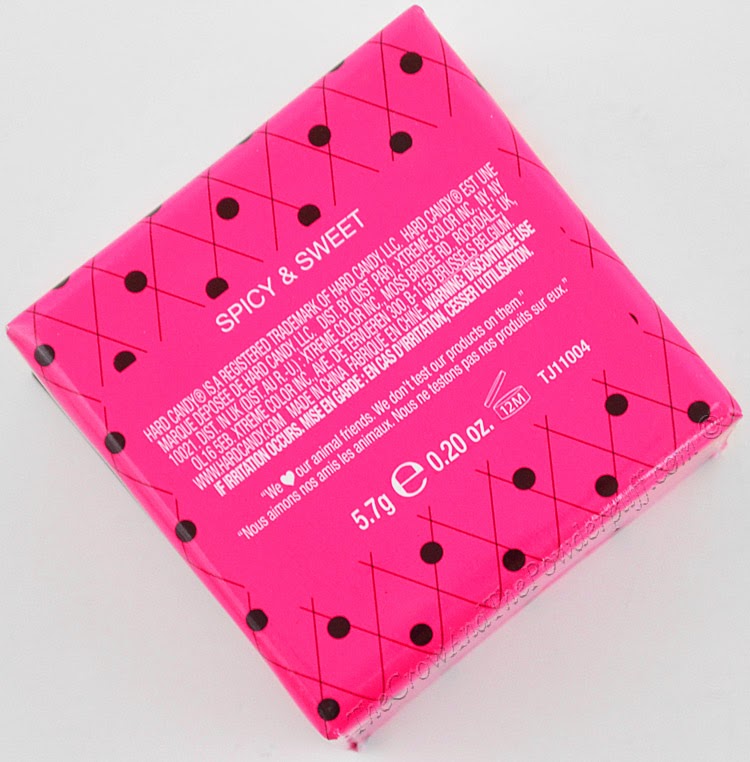 SPICY & SWEET
HARD CANDY® IS A REGISTERED TRADEMARK OF HARD CANDY LLC. HARD CANDY® EST UNE
MARQUE DÉPOSÉE DE HARD CANDY LLC. DIST. BY (DIST. PAR) : XTREME COLOR INC. NY, NY
10021 DIST IN UK (DIST AU R.-U.): XTREME COLOR INC. MOSS BRIDGE RD, ROCHDALE, UK,
OL16 5EB, XTREME COLOR INC. AVE DE TERVUEREN 300, B-1150 BRUSSELS BELGIUM.
WWW.HARDCANDY.COM. MADE IN CHINA FABRIQUÉ EN CHINE. WARNING: DISCONTINUE USE
IF IRRITATION OCCURS. MISE EN GARDE : EN CAS D'IRRITATION, CESSER L'UTILISATION.
"We ♥ our animal friends. We don't test our products on them."
"Nous aimons nos amis les animaux. Nous ne testons pas nos produits sur eux."
5.7g ℮ 0.20 oz. 12M TJ11004
TheCrowAndThePowderpuff.com ©